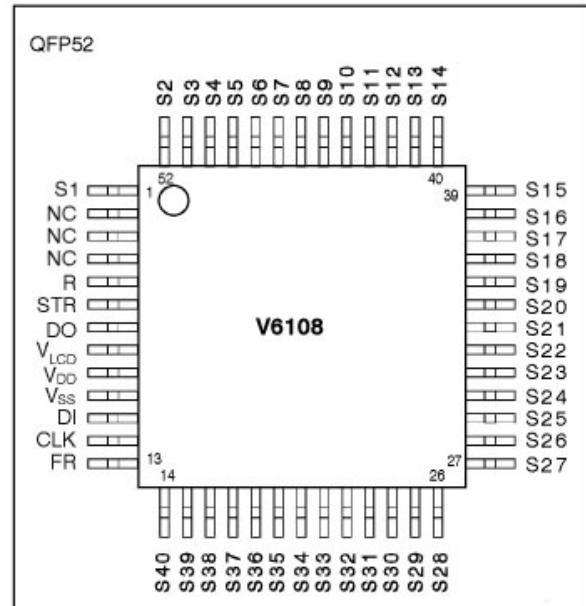 QFP52
S2 S3 S4 S5 S6 S7 S8 S9 S10 S11 S12 S13 S14
52 40
1 39
S1 S15
NC S16
NC S17
NC S18
R S19
STR S20
DO S21
V6108
VLCD S22
VDD S23
VSS S24
DI S25
CLK S26
FR S27
13 27
14 26
S40 S39 S38 S37 S36 S35 S34 S33 S32 S31 S30 S29 S28